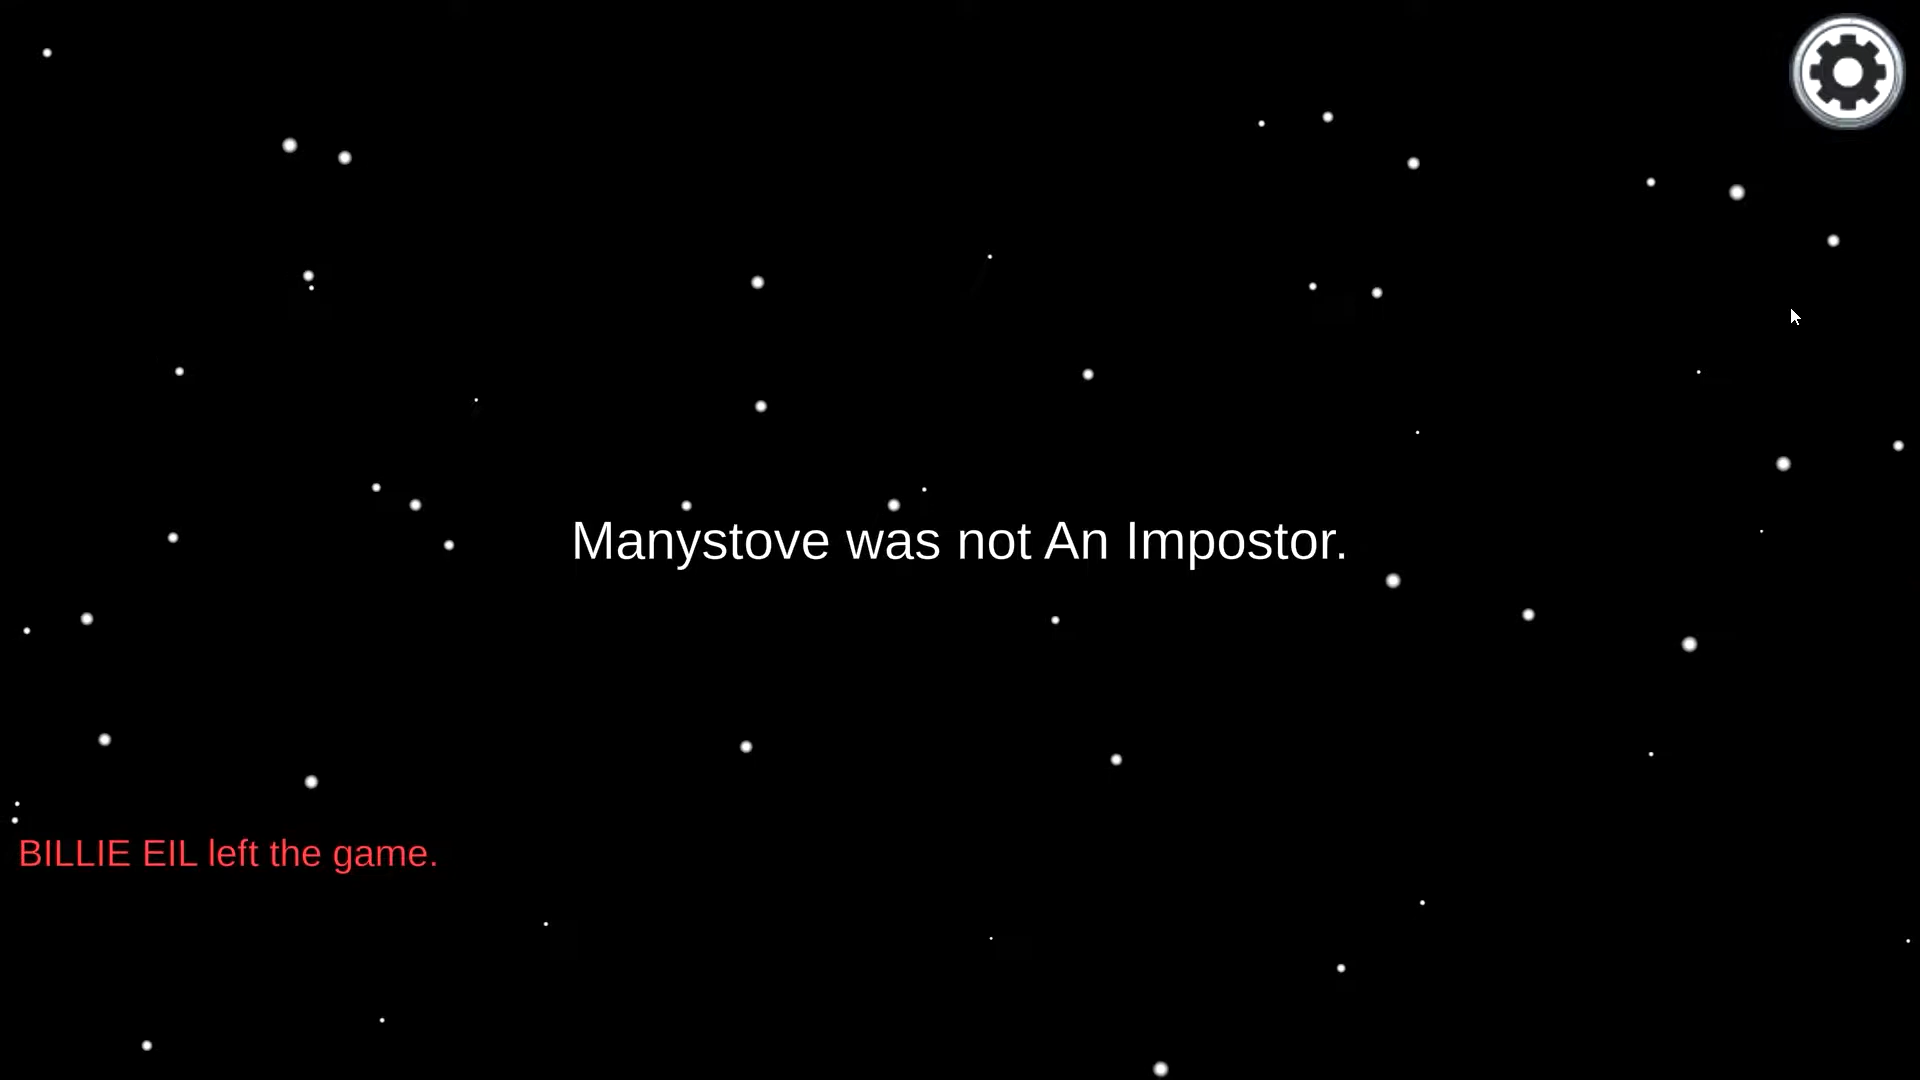 Manystove was not An Impostor.
BILLIE EIL left the game.